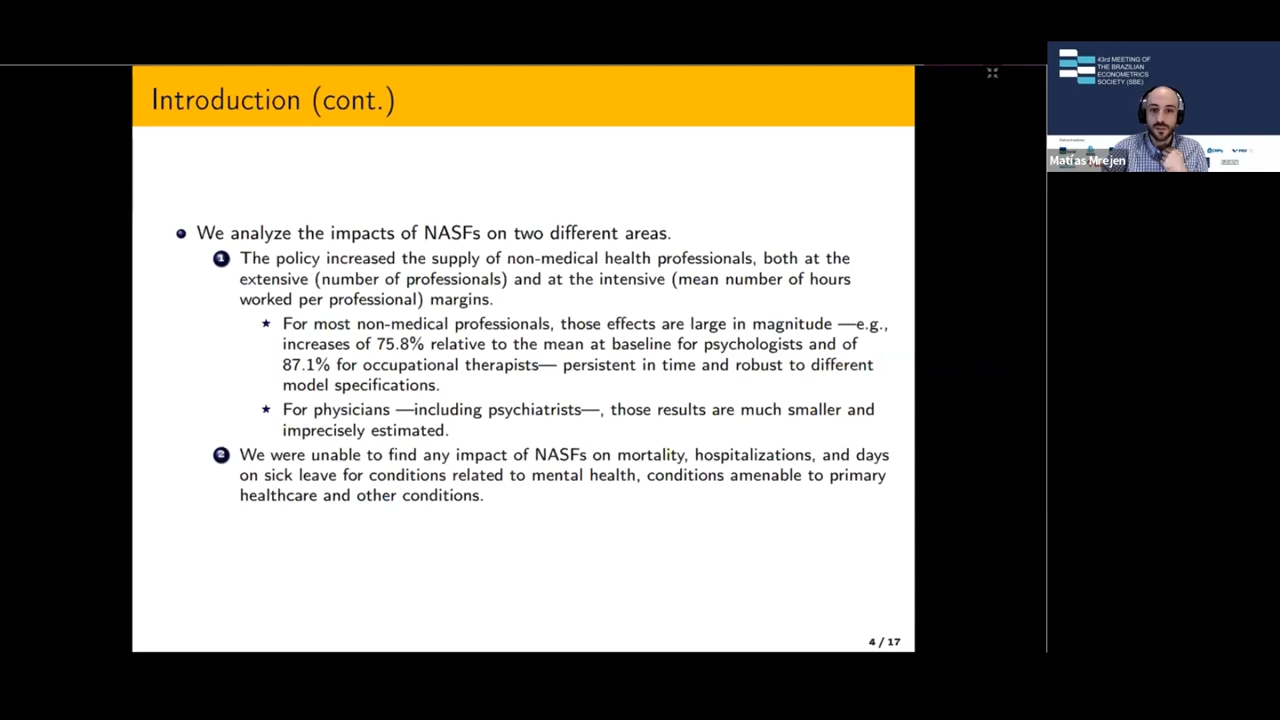 Introduction (cont.)
We analyze the impacts of NASFs on two different areas.
1 The policy increased the supply of non-medical health professionals, both at the
extensive (number of professionals) and at the intensive (mean number of hours
worked per professional) margins.
For most non-medical professionals, those effects are large in magnitude —e.g.,
increases of 75.8% relative to the mean at baseline for psychologists and of
87.1% for occupational therapists— persistent in time and robust to different
model specifications.
For physicians —including psychiatrists—, those results are much smaller and
imprecisely estimated.
2 We were unable to find any impact of NASFs on mortality, hospitalizations, and days
on sick leave for conditions related to mental health, conditions amenable to primary
healthcare and other conditions.
4 / 17
43rd MEETING OF
THE BRAZILIAN
ECONOMETRICS
SOCIETY (SBE)
Matías Mrejen